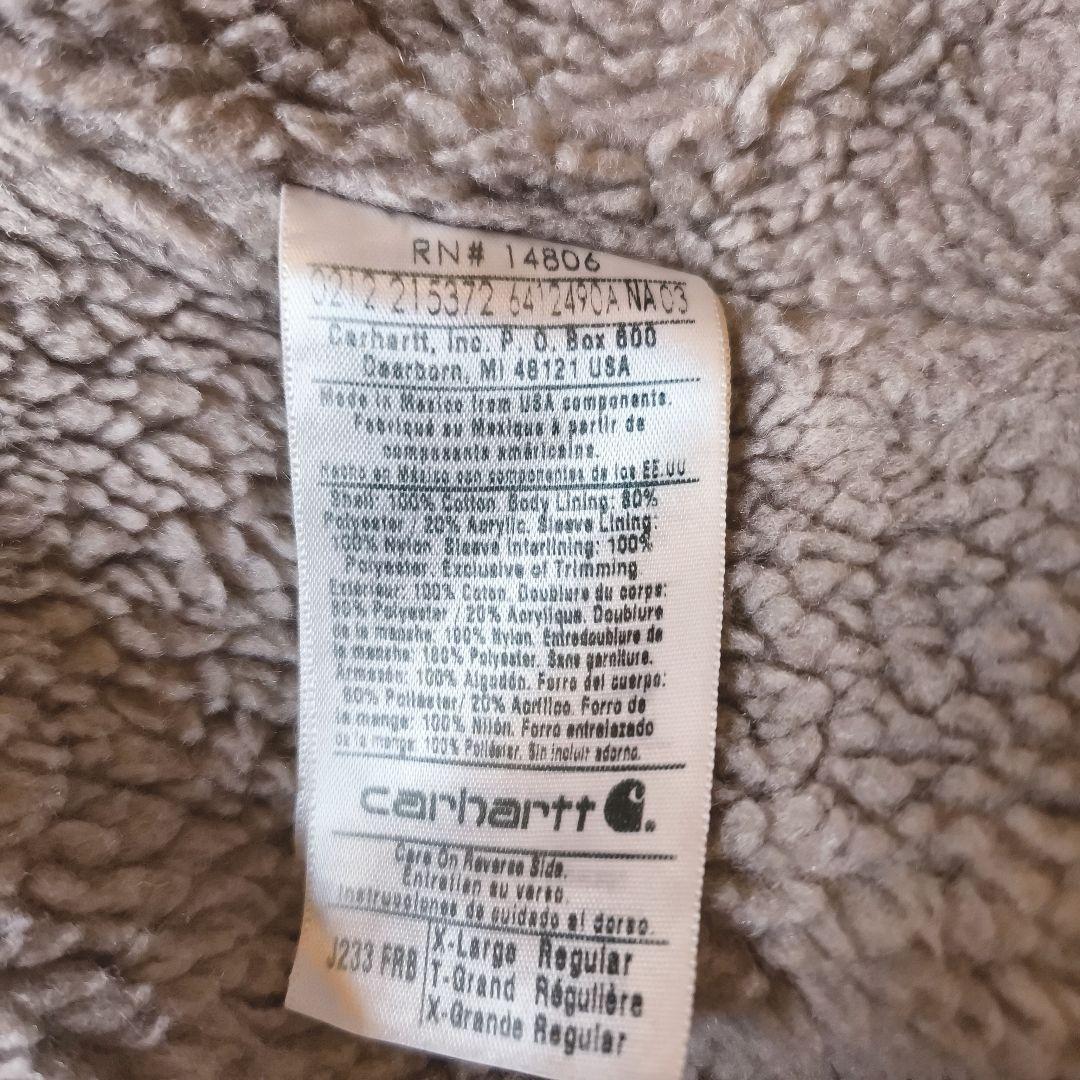 RN# 14806
0212 215372 6412490A NA03
Carhartt, Inc. P. O. Box 600
Dearborn, MI 48121 USA
Made in Mexico from USA components.
Fabriqué au Mexique à partir de
composants américains.
Hecho en México con componentes de los EE.UU.
Shell: 100% Cotton. Body Lining: 80%
Polyester / 20% Acrylic. Sleeve Lining:
100% Nylon. Sleeve Interlining: 100%
Polyester. Exclusive of Trimming
Extérieur: 100% Coton. Doublure du corps:
80% Polyester / 20% Acrylique. Doublure
de la manche: 100% Nylon. Entredoublure de
la manche: 100% Polyester. Sans garniture.
Armazón: 100% Algodón. Forro del cuerpo:
80% Poliéster/ 20% Acrílico. Forro de
la manga: 100% Nilón. Forro entrelazado
de la manga: 100% Poliéster. Sin incluir adorno.
carhartt
Care On Reverse Side.
Entretien au verso
Instrucciones de cuidado al dorso.
J233 FRB X-Large Regular
T-Grand Régulière
X-Grande Regular